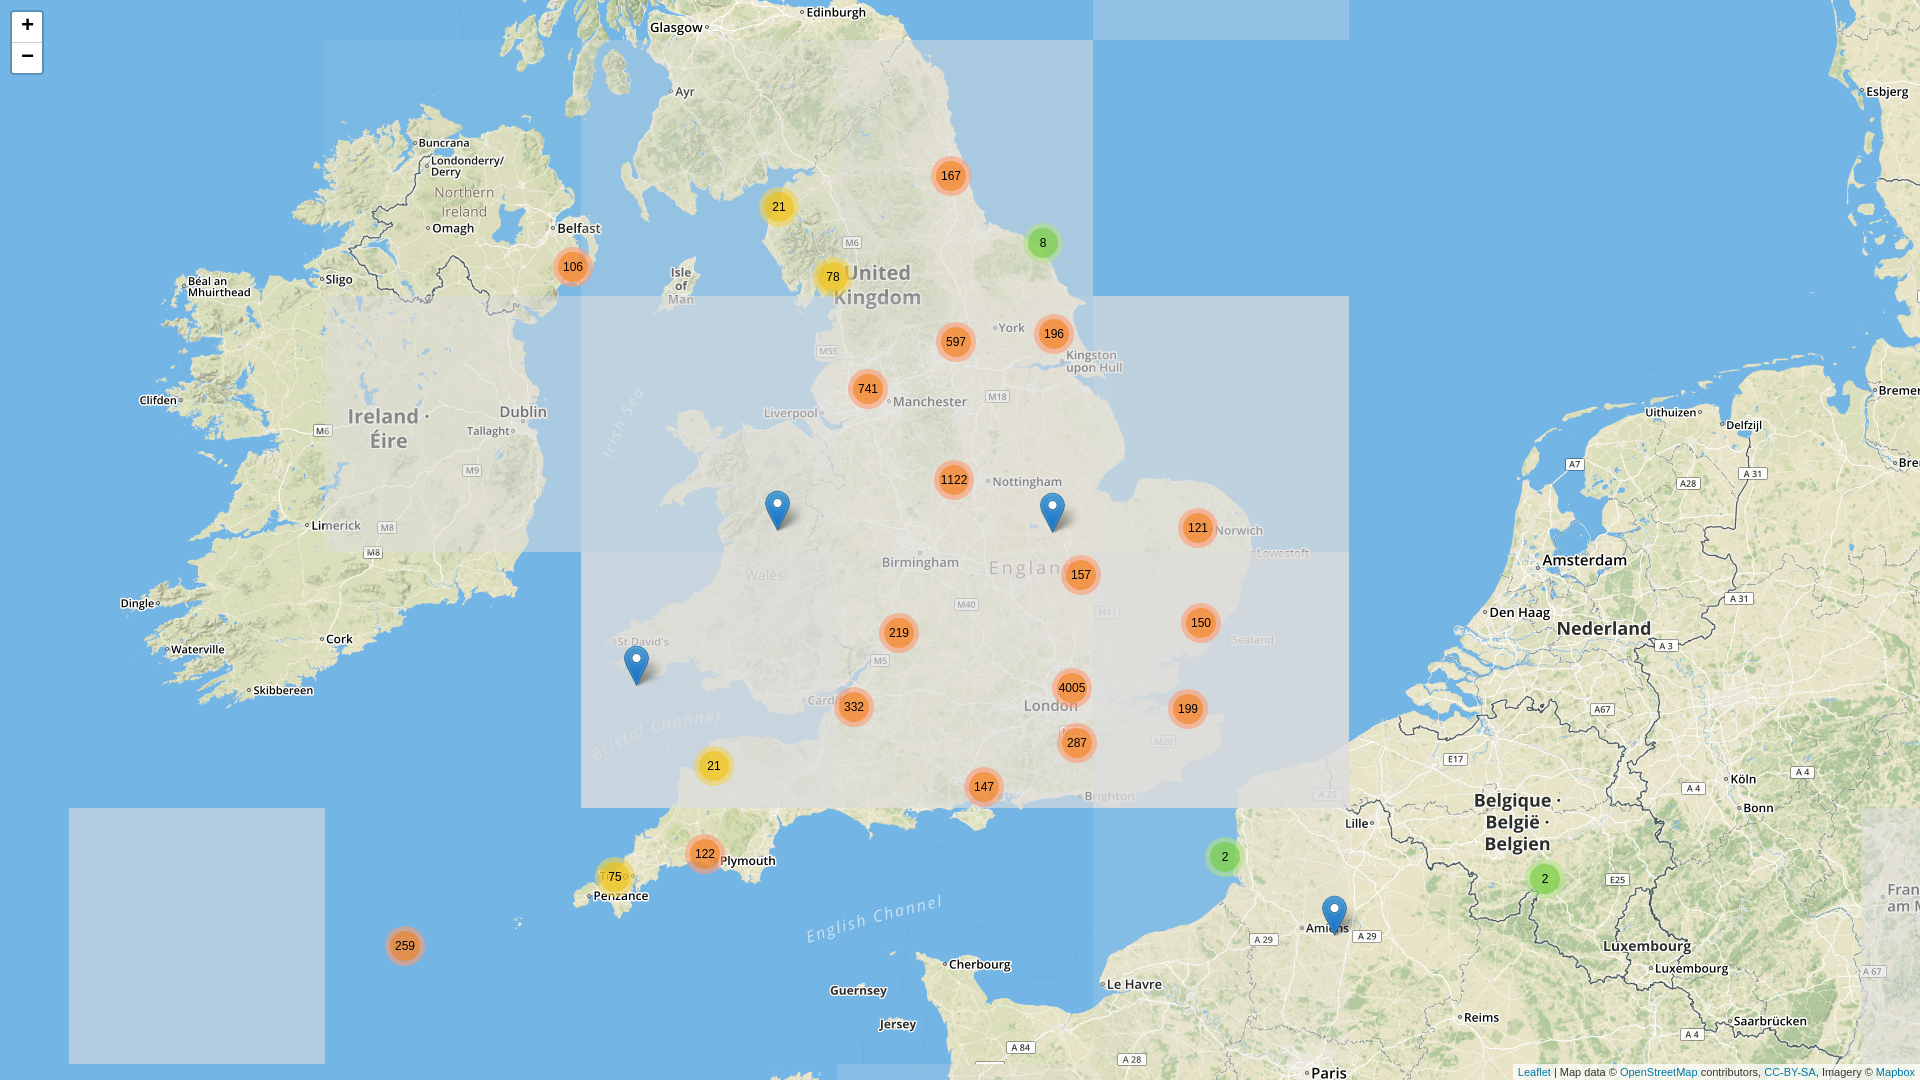 +
−
Glasgow
Edinburgh
Ayr
Esbjerg
Buncrana
Londonderry/
Derry
167
Northern
Ireland
21
Omagh
Belfast
8
M6
106
Isle
of
Man
78
United
Kingdom
Sligo
Béal an
Mhuirthead
York
196
597
M55
Kingston
upon Hull
741
Manchester
M18
Clifden
Ireland ·
Éire
Dublin
Tallaght
M6
M9
Irish Sea
Liverpool
Uithuizen
Delfzijl
Bremer
Bre
A7
A 31
A28
1122
Nottingham
Limerick
M8
M8
121
Norwich
Lowestoft
Birmingham
Wales
England
157
Amsterdam
Dingle
M40
M11
A 31
Den Haag
Nederland
219
150
Sealand
Cork
Waterville
St David's
M5
A 3
Skibbereen
4005
Cardiff
332
London
199
A67
Bristol Channel
287
M20
E17
21
147
Brighton
A 25
Köln
A 4
A 4
Bonn
Belgique ·
België ·
Belgien
Lille
122
Plymouth
2
75
Penzance
2
E25
Fran
am M
259
English Channel
Amiens
A 29
A 29
Luxembourg
Luxembourg
Cherbourg
A 67
Guernsey
Le Havre
Jersey
Reims
Saarbrücken
A 84
A 28
A 4
Paris
Leaflet | Map data © OpenStreetMap contributors, CC-BY-SA, Imagery © Mapbox